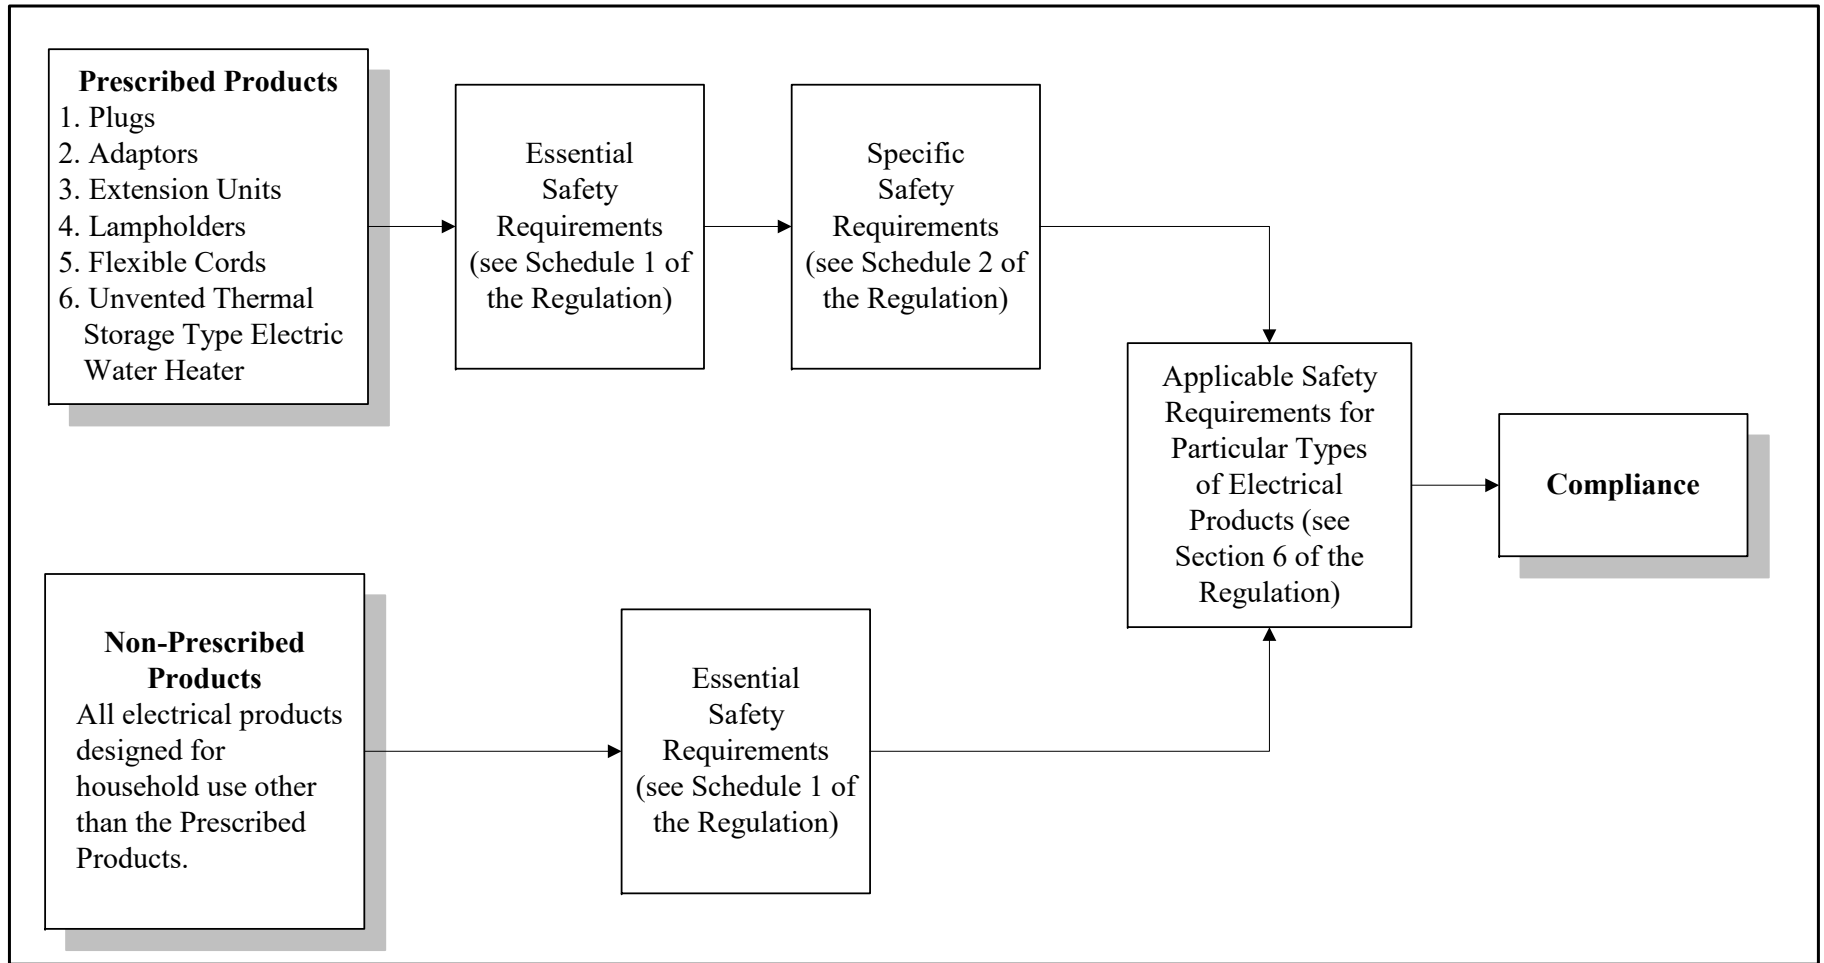 Prescribed Products
1. Plugs
2. Adaptors
3. Extension Units
4. Lampholders
5. Flexible Cords
6. Unvented Thermal
Storage Type Electric
Water Heater
Essential
Safety
Requirements
(see Schedule 1 of
the Regulation)
Specific
Safety
Requirements
(see Schedule 2 of
the Regulation)
Applicable Safety
Requirements for
Particular Types
of Electrical
Products (see
Section 6 of the
Regulation)
Compliance
Non-Prescribed
Products
All electrical products
designed for
household use other
than the Prescribed
Products.
Essential
Safety
Requirements
(see Schedule 1 of
the Regulation)